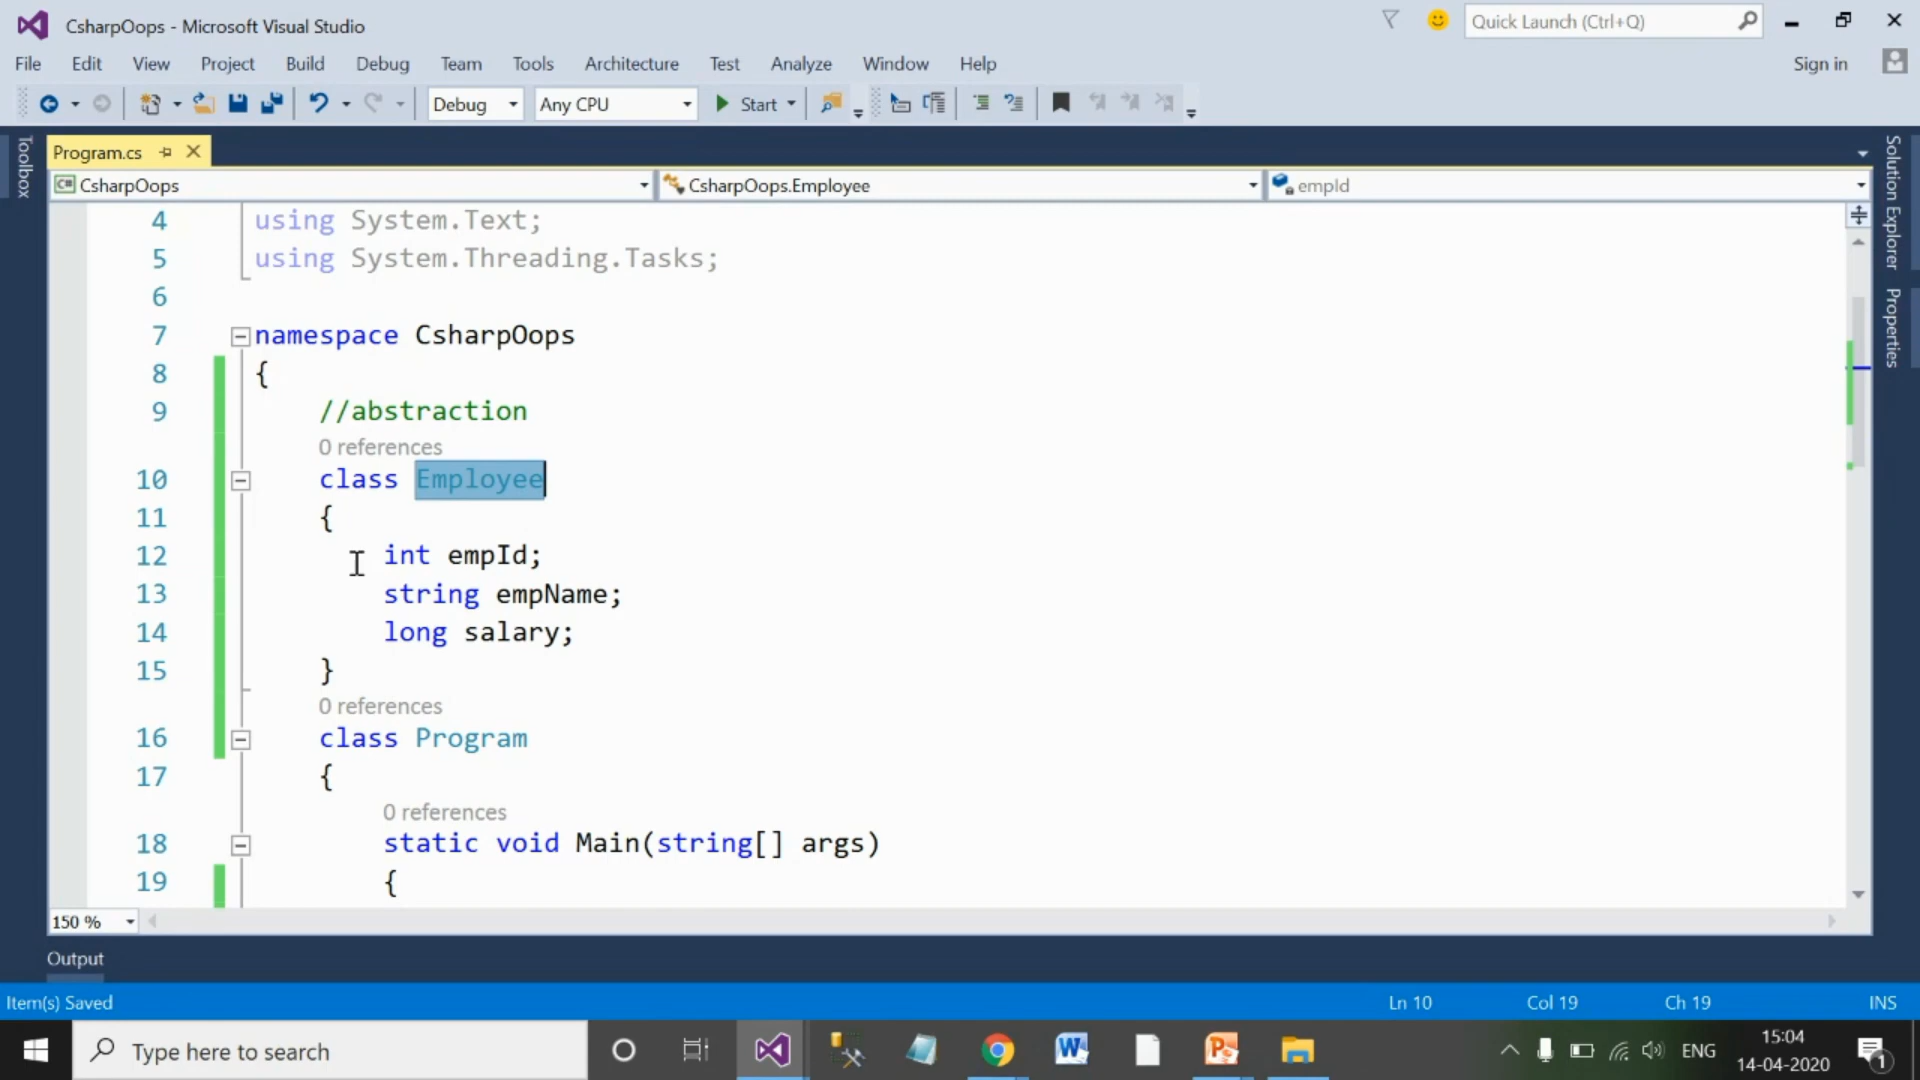 CsharpOops - Microsoft Visual Studio
Quick Launch (Ctrl+Q)
File Edit View Project Build Debug Team Tools Architecture Test Analyze Window Help
Sign in
Debug Any CPU Start
Toolbox
Program.cs
CsharpOops CsharpOops.Employee empId
Solution Explorer
Properties
4 using System.Text;
5 using System.Threading.Tasks;
6
7 namespace CsharpOops
8 {
9 //abstraction
0 references
10 class Employee
11 {
12 int empId;
13 string empName;
14 long salary;
15 }
0 references
16 class Program
17 {
0 references
18 static void Main(string[] args)
19 {
150 %
Output
Item(s) Saved Ln 10 Col 19 Ch 19 INS
Type here to search
ENG
15:04
14-04-2020
1